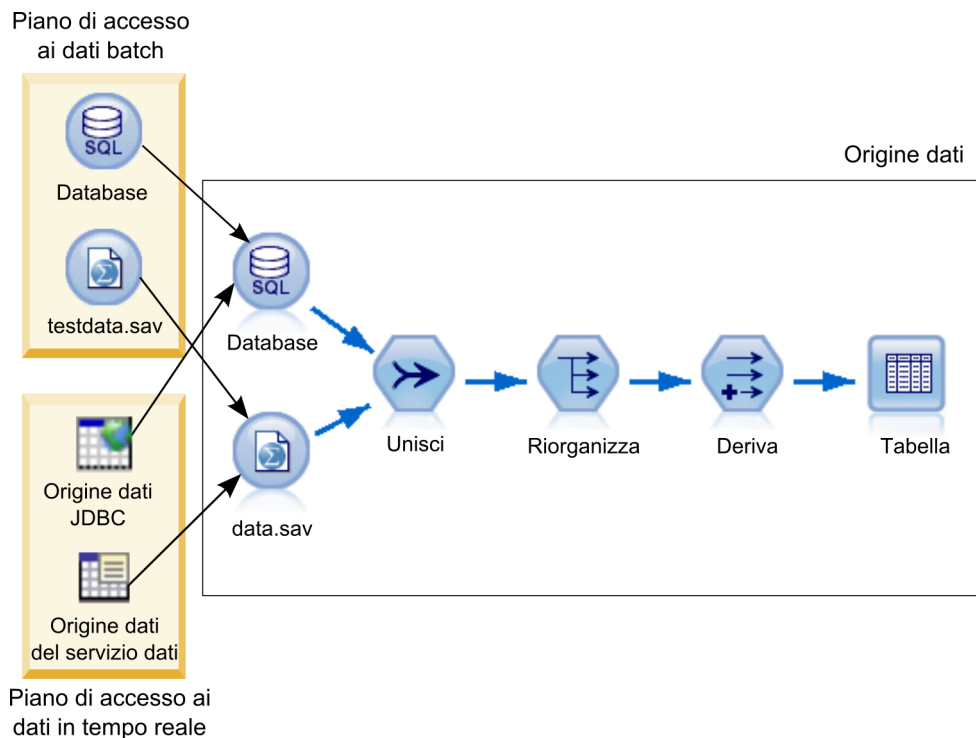 Piano di accesso
ai dati batch
SQL
Database
testdata.sav
Origine dati
SQL
Database
data.sav
Unisci
Riorganizza
Deriva
Tabella
Origine dati
JDBC
Origine dati
del servizio dati
Piano di accesso ai
dati in tempo reale